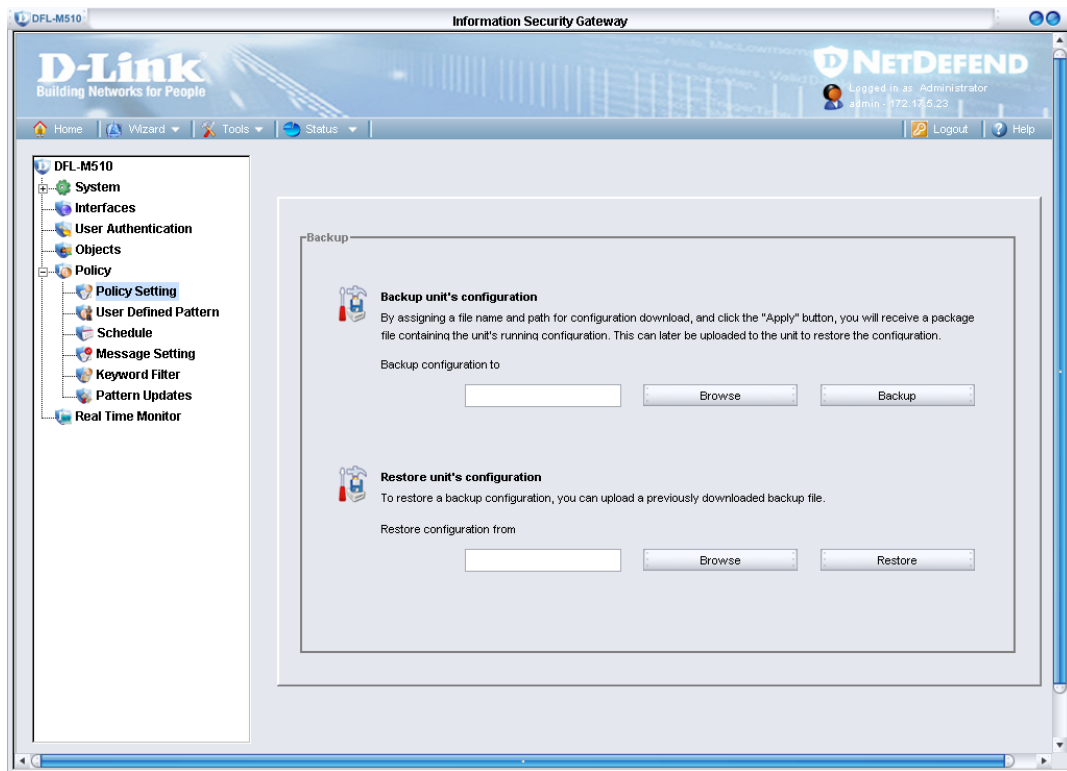 DFL-M510
Information Security Gateway
D-Link
Building Networks for People
NETDEFEND
Logged in as Administrator
admin - 172.17.5.23
Home
Wizard
Tools
Status
Logout
Help
DFL-M510
System
Interfaces
User Authentication
Objects
Policy
Policy Setting
User Defined Pattern
Schedule
Message Setting
Keyword Filter
Pattern Updates
Real Time Monitor
Backup
Backup unit's configuration
By assigning a file name and path for configuration download, and click the "Apply" button, you will receive a package
file containing the unit's running configuration. This can later be uploaded to the unit to restore the configuration.
Backup configuration to
Browse
Backup
Restore unit's configuration
To restore a backup configuration, you can upload a previously downloaded backup file.
Restore configuration from
Browse
Restore